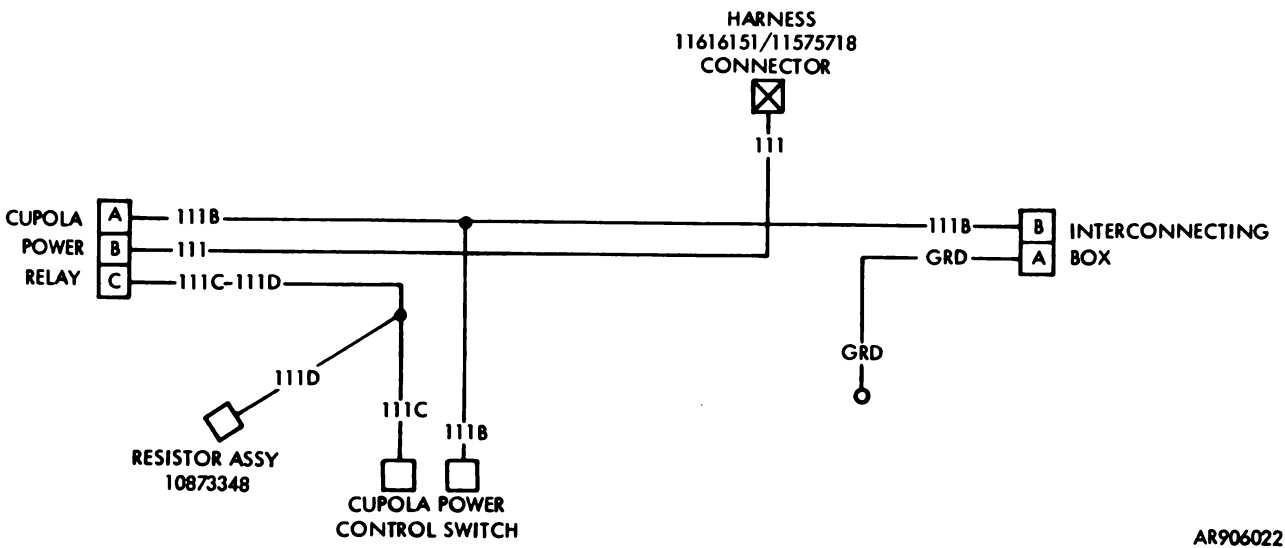 HARNESS
11616151/11575718
CONNECTOR
111
CUPOLA
POWER
RELAY
A
B
C
111B
111
111C-111D
111B
GRD
B
A
INTERCONNECTING
BOX
GRD
111D
111C
111B
RESISTOR ASSY
10873348
CUPOLA POWER
CONTROL SWITCH
AR906022